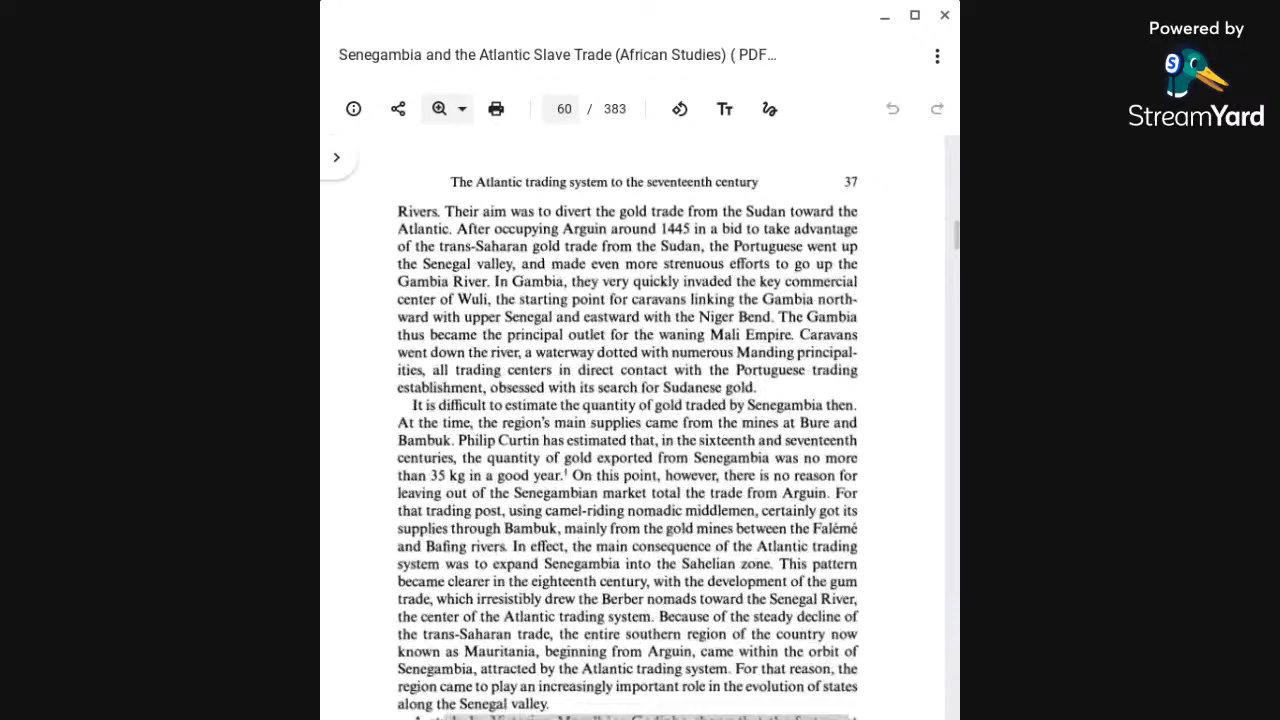 Powered by
StreamYard
Senegambia and the Atlantic Slave Trade (African Studies) ( PDF...
60 / 383
The Atlantic trading system to the seventeenth century 37
Rivers. Their aim was to divert the gold trade from the Sudan toward the
Atlantic. After occupying Arguin around 1445 in a bid to take advantage
of the trans-Saharan gold trade from the Sudan, the Portuguese went up
the Senegal valley, and made even more strenuous efforts to go up the
Gambia River. In Gambia, they very quickly invaded the key commercial
center of Wuli, the starting point for caravans linking the Gambia north-
ward with upper Senegal and eastward with the Niger Bend. The Gambia
thus became the principal outlet for the waning Mali Empire. Caravans
went down the river, a waterway dotted with numerous Manding principal-
ities, all trading centers in direct contact with the Portuguese trading
establishment, obsessed with its search for Sudanese gold.
It is difficult to estimate the quantity of gold traded by Senegambia then.
At the time, the region's main supplies came from the mines at Bure and
Bambuk. Philip Curtin has estimated that, in the sixteenth and seventeenth
centuries, the quantity of gold exported from Senegambia was no more
than 35 kg in a good year.¹ On this point, however, there is no reason for
leaving out of the Senegambian market total the trade from Arguin. For
that trading post, using camel-riding nomadic middlemen, certainly got its
supplies through Bambuk, mainly from the gold mines between the Falémé
and Bafing rivers. In effect, the main consequence of the Atlantic trading
system was to expand Senegambia into the Sahelian zone. This pattern
became clearer in the eighteenth century, with the development of the gum
trade, which irresistibly drew the Berber nomads toward the Senegal River,
the center of the Atlantic trading system. Because of the steady decline of
the trans-Saharan trade, the entire southern region of the country now
known as Mauritania, beginning from Arguin, came within the orbit of
Senegambia, attracted by the Atlantic trading system. For that reason, the
region came to play an increasingly important role in the evolution of states
along the Senegal valley.